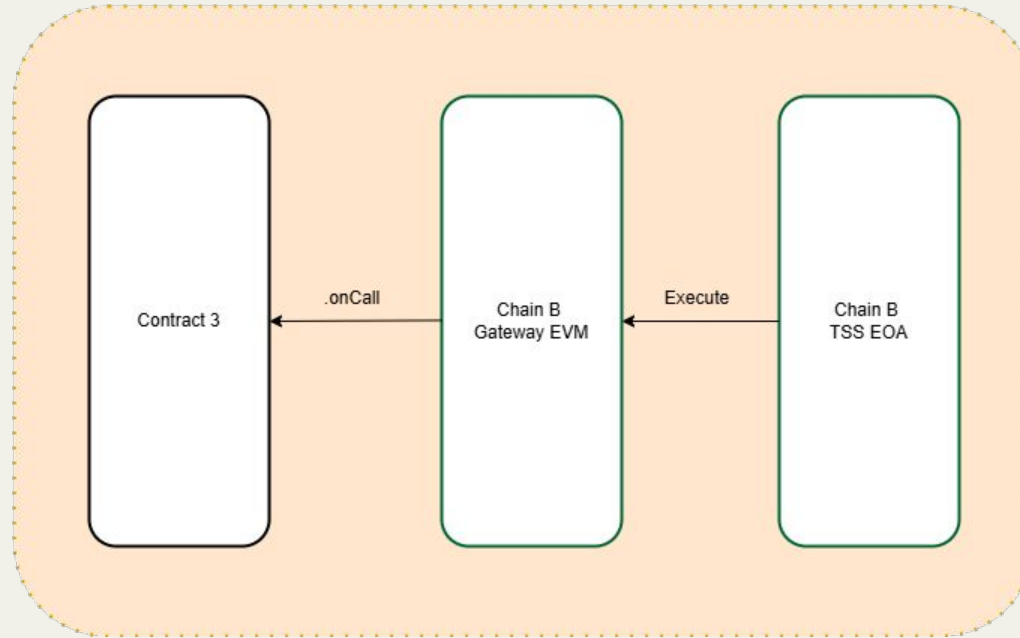 Contract 3
.onCall
Chain B
Gateway EVM
Execute
Chain B
TSS EOA